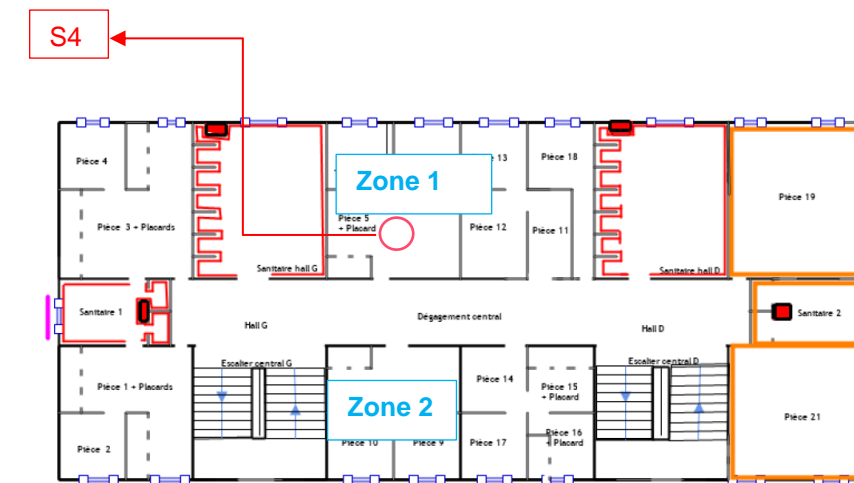 S4
Pièce 4
13
Pièce 18
Zone 1
Pièce 19
Pièce 3 + Placards
Pièce 5
+ Placard
Pièce 12
Pièce 11
Sanitaire hall G
Sanitaire hall D
Sanitaire 1
Sanitaire 2
Hall G
Dégagement central
Hall D
Escalier central G
Escalier central D
Pièce 1 + Placards
Pièce 14
Pièce 15
+ Placard
Zone 2
Pièce 21
Pièce 2
Pièce 10
Pièce 9
Pièce 17
Pièce 16
+ Placard